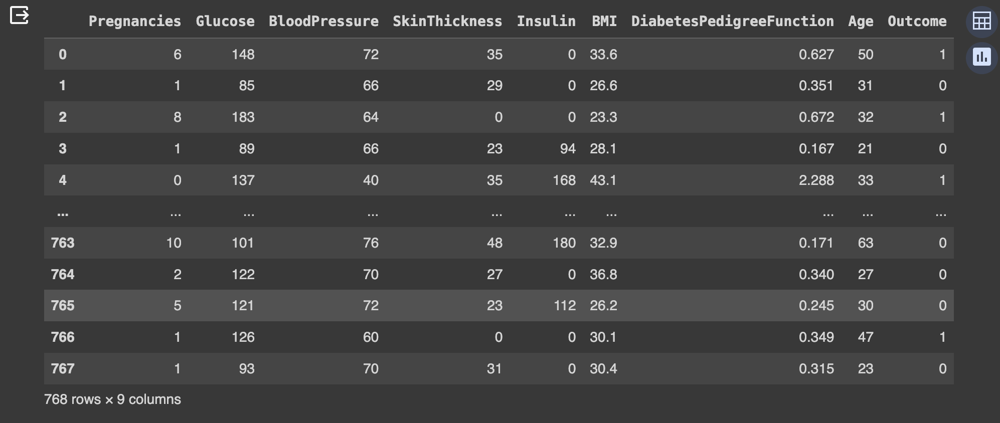 Pregnancies Glucose BloodPressure SkinThickness Insulin BMI DiabetesPedigreeFunction Age Outcome
0 6 148 72 35 0 33.6 0.627 50 1
1 1 85 66 29 0 26.6 0.351 31 0
2 8 183 64 0 0 23.3 0.672 32 1
3 1 89 66 23 94 28.1 0.167 21 0
4 0 137 40 35 168 43.1 2.288 33 1
... ... ... ... ... ... ... ... ... ...
763 10 101 76 48 180 32.9 0.171 63 0
764 2 122 70 27 0 36.8 0.340 27 0
765 5 121 72 23 112 26.2 0.245 30 0
766 1 126 60 0 0 30.1 0.349 47 1
767 1 93 70 31 0 30.4 0.315 23 0
768 rows × 9 columns